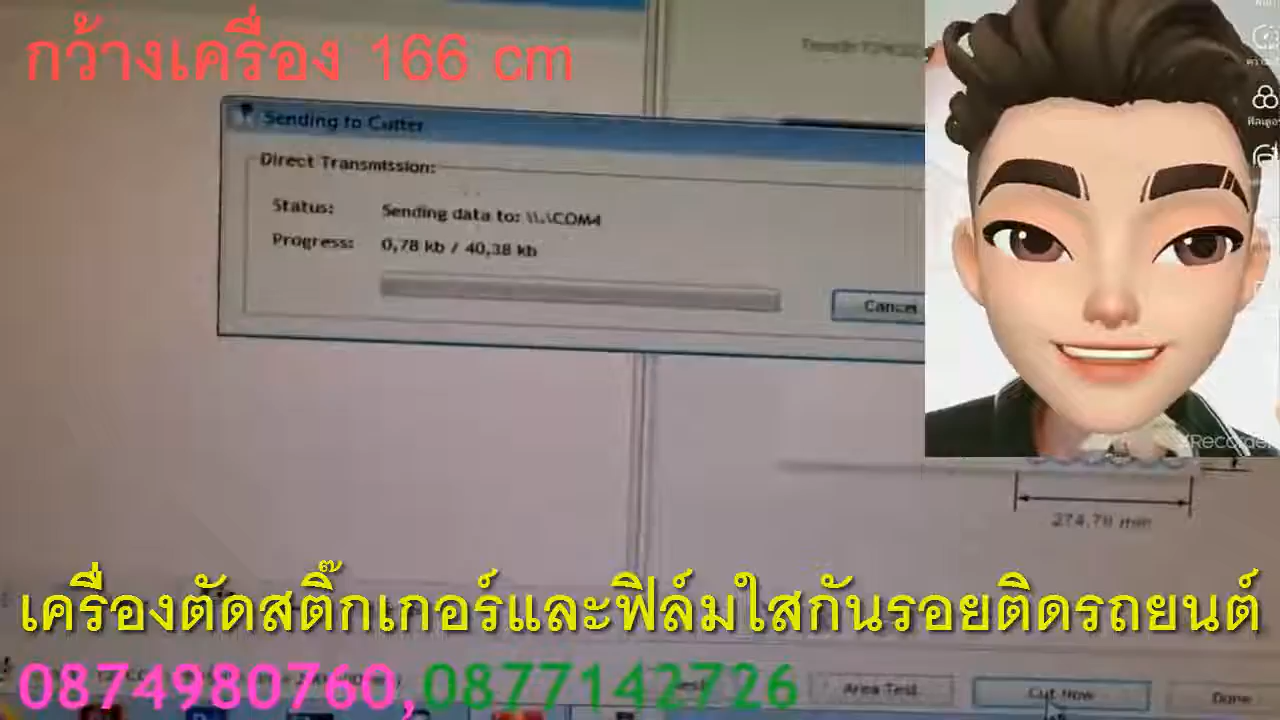 กว้างเครื่อง 166 cm
Sending to Cutter
Direct Transmission:
Status: Sending data to: \\.\COM4
Progress: 0,78 kb / 40,38 kb
Cancel
XRecorder
274.78 mm
เครื่องตัดสติ๊กเกอร์และฟิล์มใสกันรอยติดรถยนต์
0874980760,0877142726
Area Test
Cut Now
Done